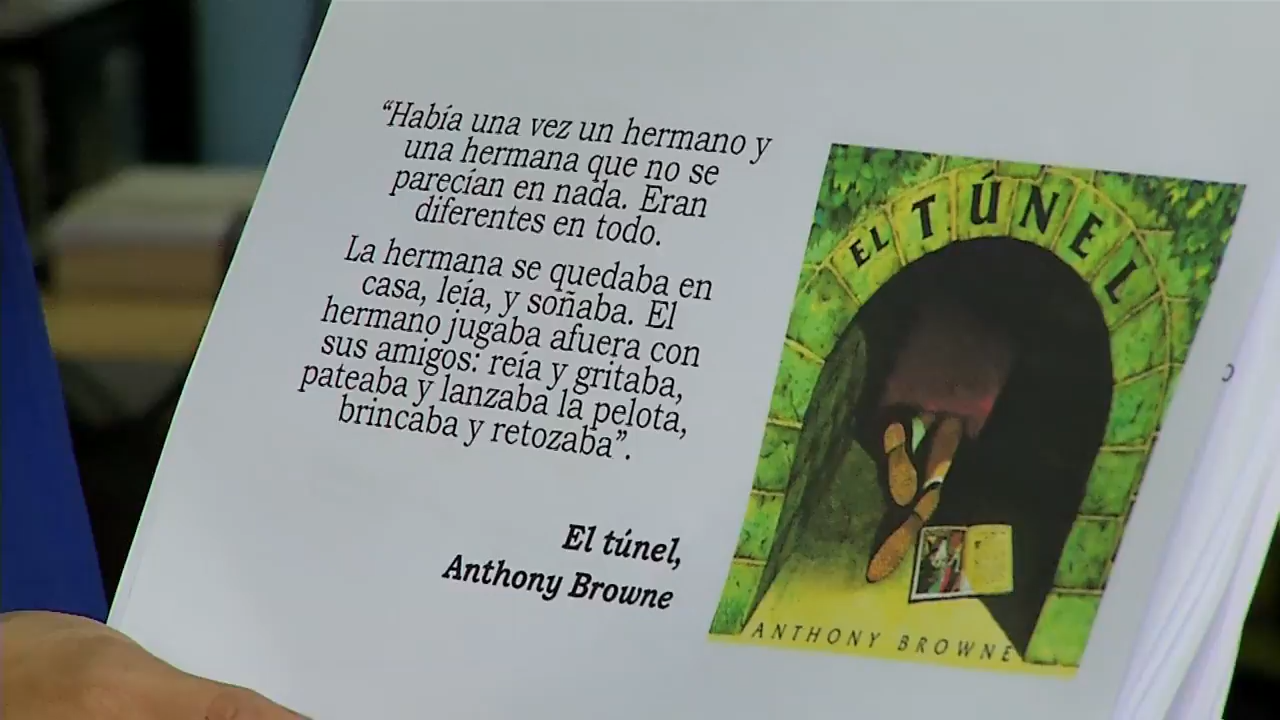 “Había una vez un hermano y
una hermana que no se
parecían en nada. Eran
diferentes en todo.
La hermana se quedaba en
casa, leía, y soñaba. El
hermano jugaba afuera con
sus amigos: reía y gritaba,
pateaba y lanzaba la pelota,
brincaba y retozaba”.
El túnel,
Anthony Browne
EL TÚNEL
ANTHONY BROWNE